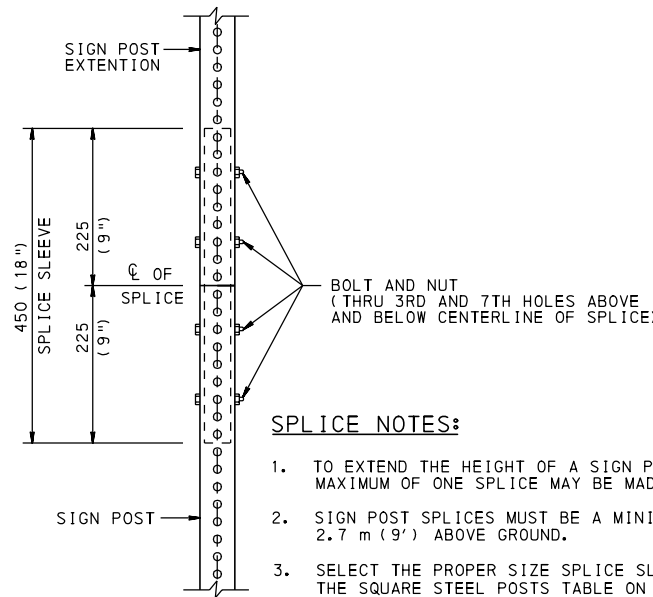 SIGN POST
EXTENTION
450 (18")
SPLICE SLEEVE
225
(9")
225
(9")
℄ OF
SPLICE
BOLT AND NUT
(THRU 3RD AND 7TH HOLES ABOVE
AND BELOW CENTERLINE OF SPLICE)
SIGN POST
SPLICE NOTES:
1. TO EXTEND THE HEIGHT OF A SIGN P
MAXIMUM OF ONE SPLICE MAY BE MAD
2. SIGN POST SPLICES MUST BE A MINI
2.7 m (9') ABOVE GROUND.
3. SELECT THE PROPER SIZE SPLICE SL
THE SQUARE STEEL POSTS TABLE ON